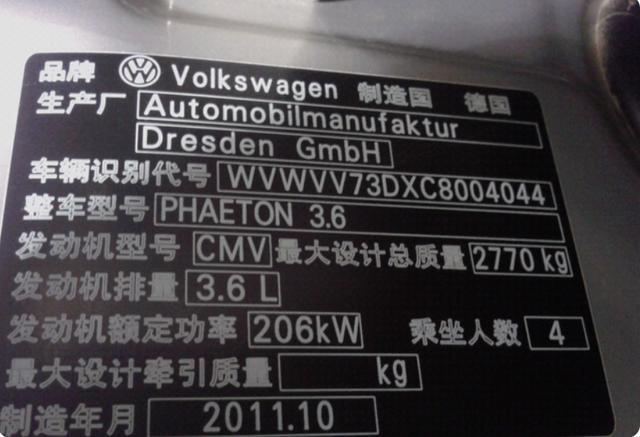 品牌 Volkswagen 制造国 德国
生产厂 Automobilmanufaktur
Dresden GmbH
车辆识别代号 WVWVV73DXC8004044
整车型号 PHAETON 3.6
发动机型号 CMV 最大设计总质量 2770 kg
发动机排量 3.6 L
发动机额定功率 206kW 乘坐人数 4
最大设计牵引质量 kg
制造年月 2011.10